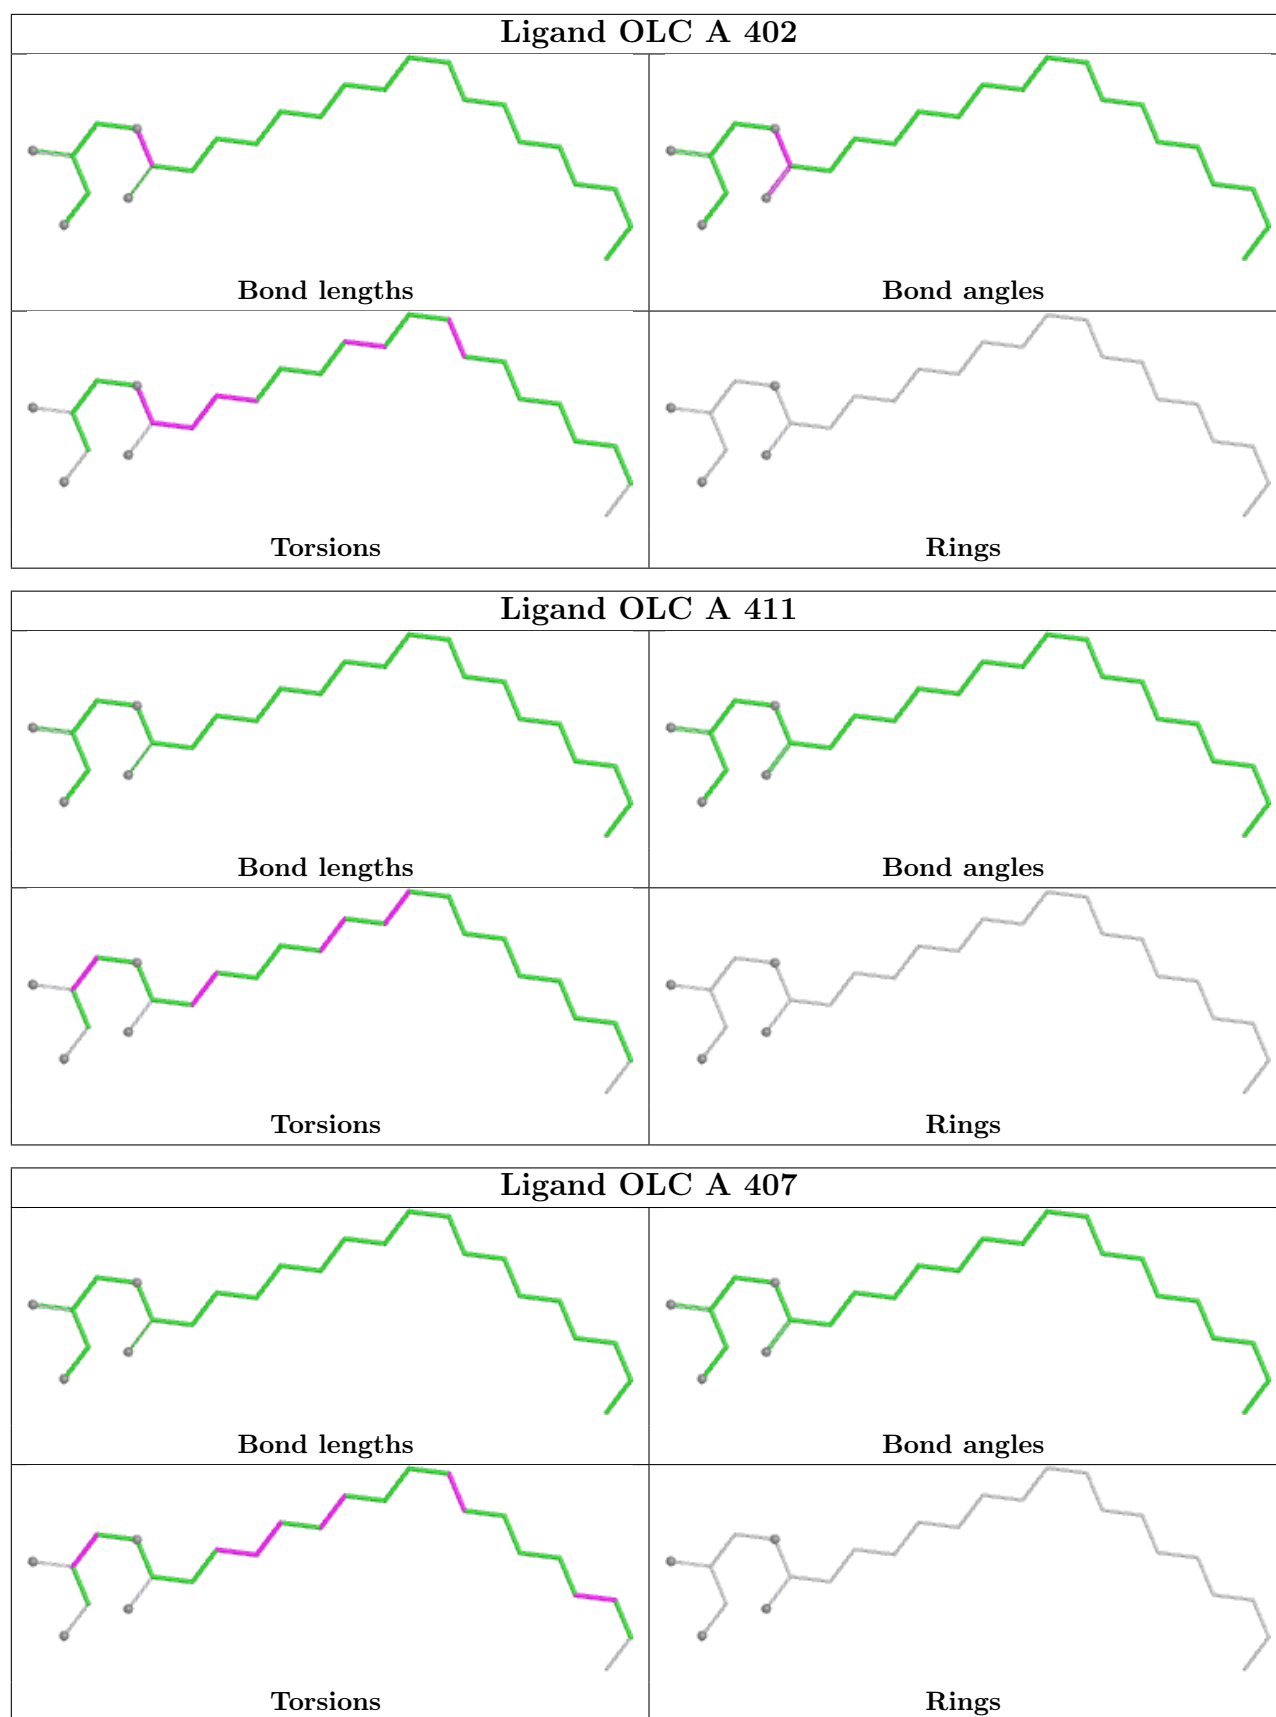 Ligand OLC A 402
Bond lengths
Bond angles
Torsions
Rings
Ligand OLC A 411
Bond lengths
Bond angles
Torsions
Rings
Ligand OLC A 407
Bond lengths
Bond angles
Torsions
Rings